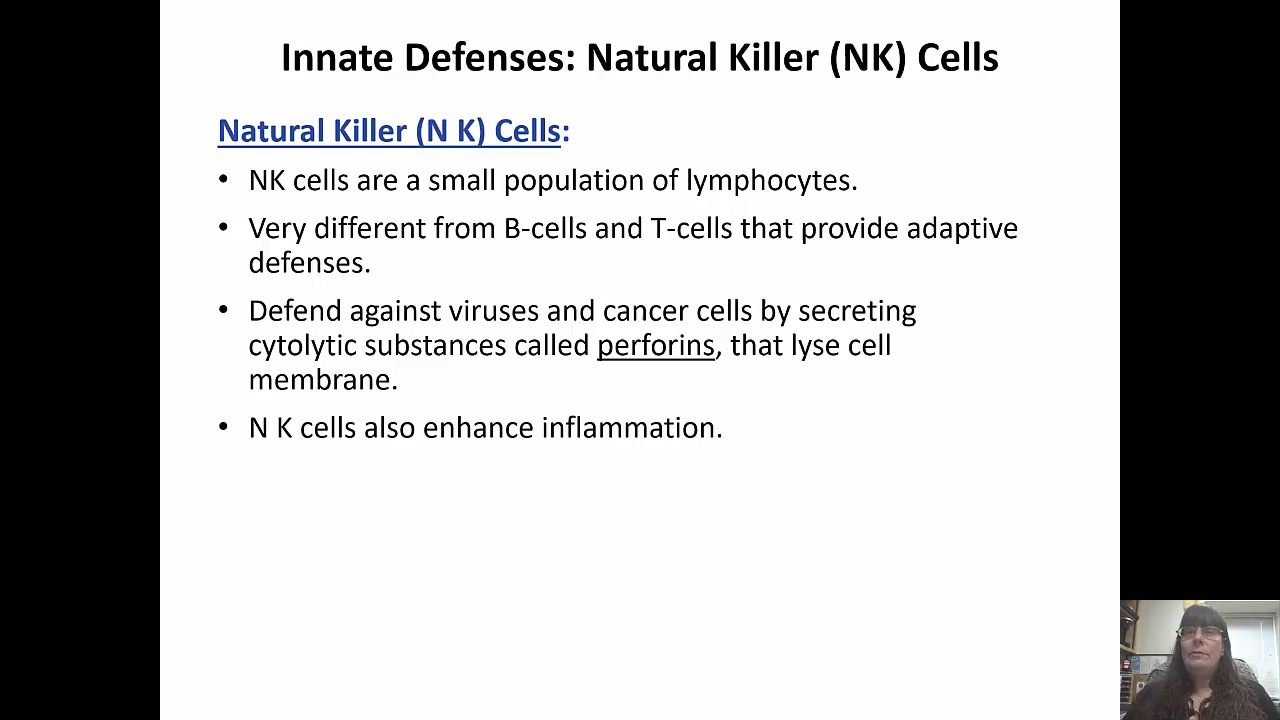 Innate Defenses: Natural Killer (NK) Cells
Natural Killer (N K) Cells:
• NK cells are a small population of lymphocytes.
• Very different from B-cells and T-cells that provide adaptive
defenses.
• Defend against viruses and cancer cells by secreting
cytolytic substances called perforins, that lyse cell
membrane.
• N K cells also enhance inflammation.